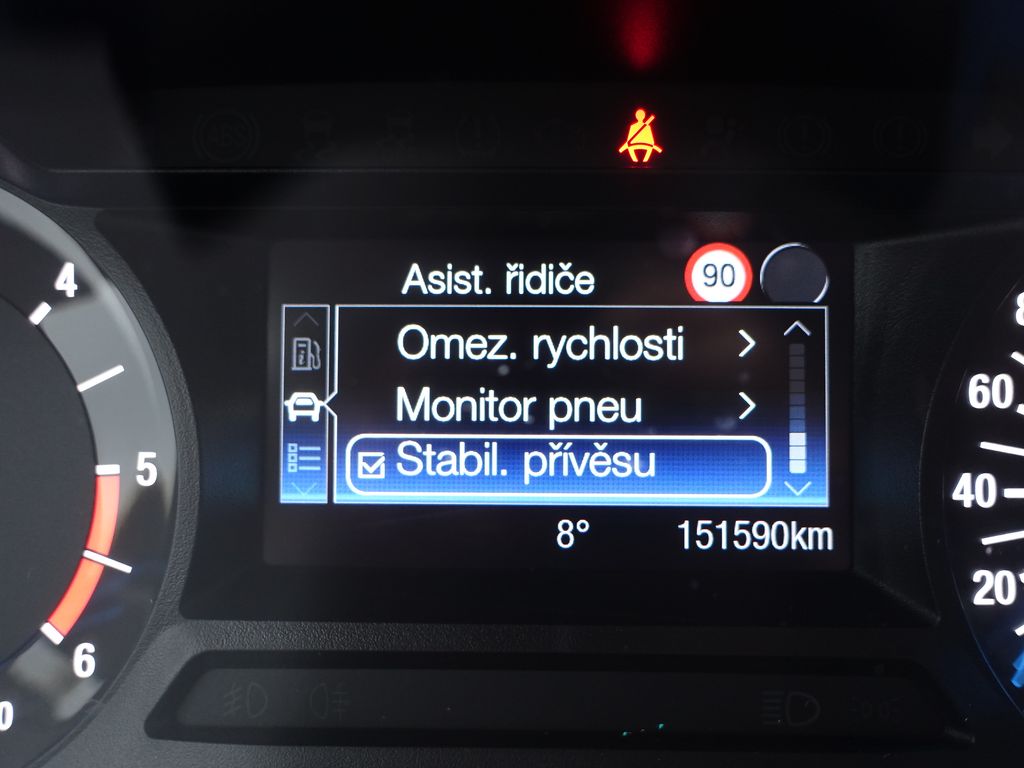 Asist. řidiče
90
Omez. rychlosti
Monitor pneu
Stabil. přívěsu
8° 151590km
4
5
6
60
40
20